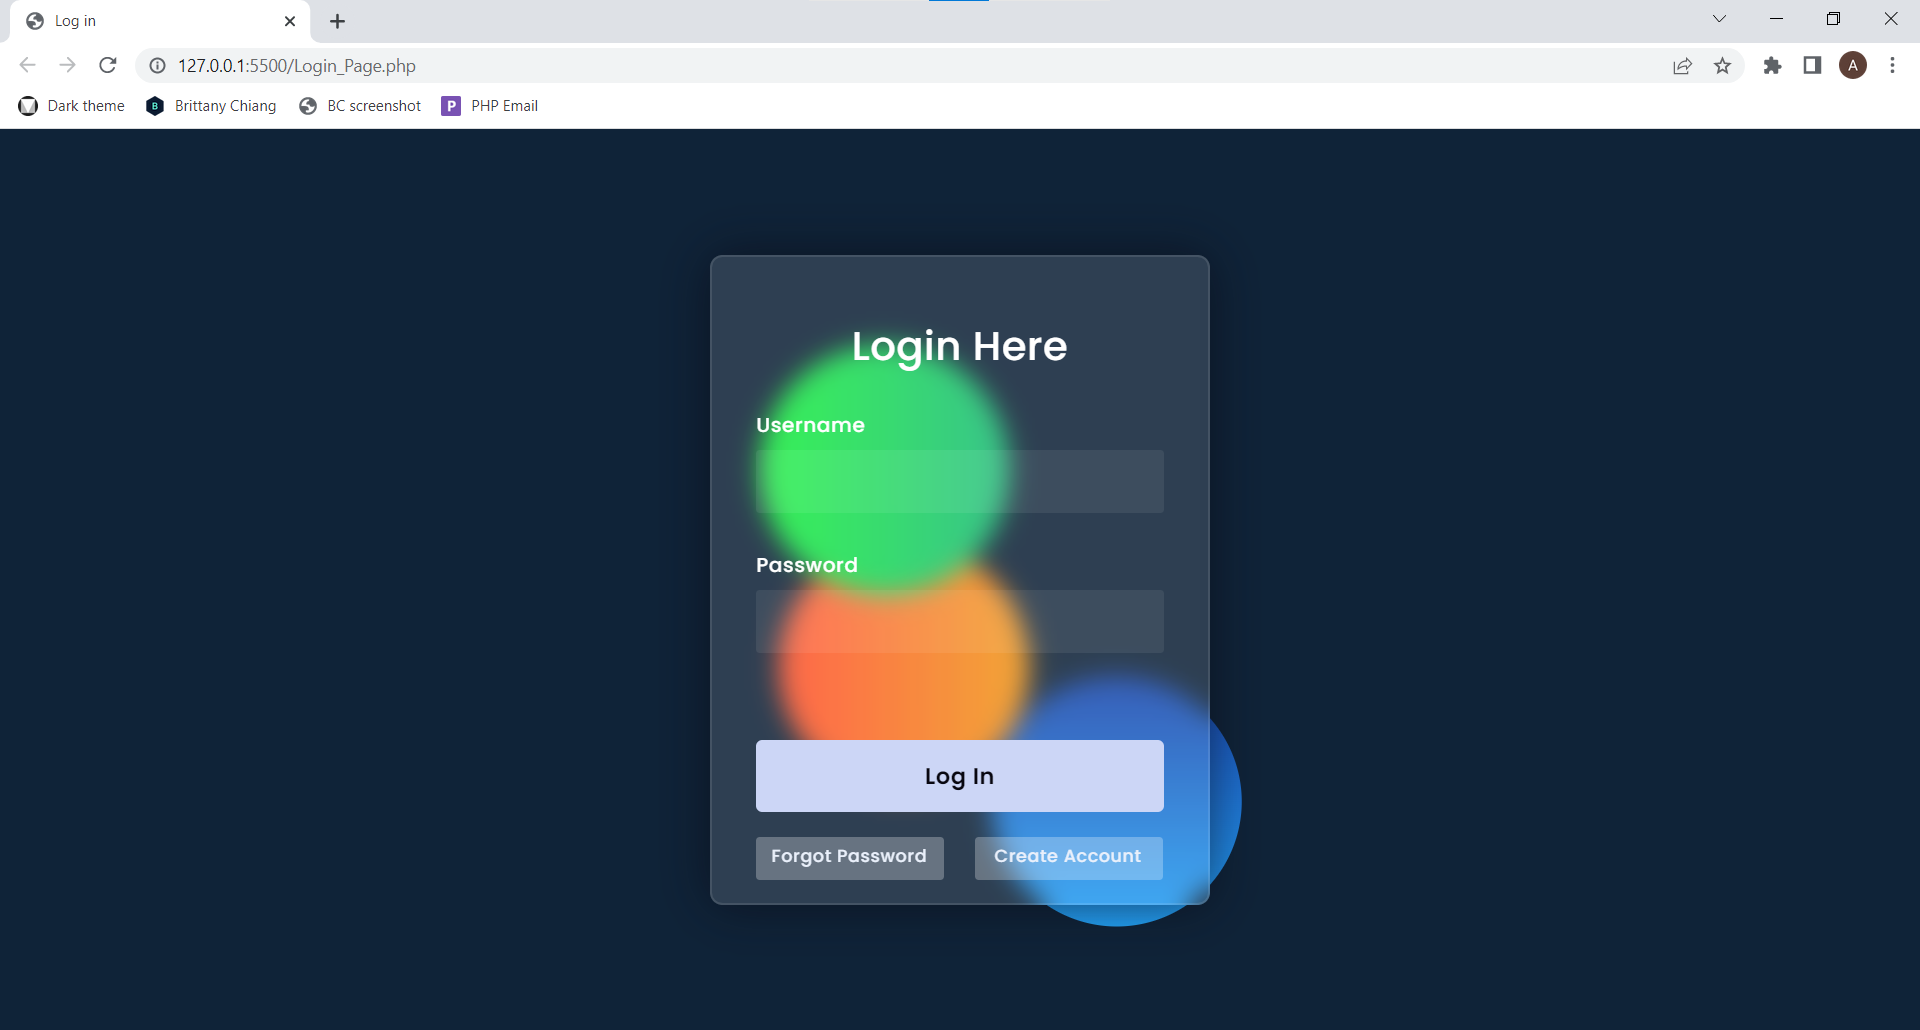 Log in
127.0.0.1:5500/Login_Page.php
A
Dark theme
B
Brittany Chiang
BC screenshot
P
PHP Email
Login Here
Username
Password
Log In
Forgot Password
Create Account